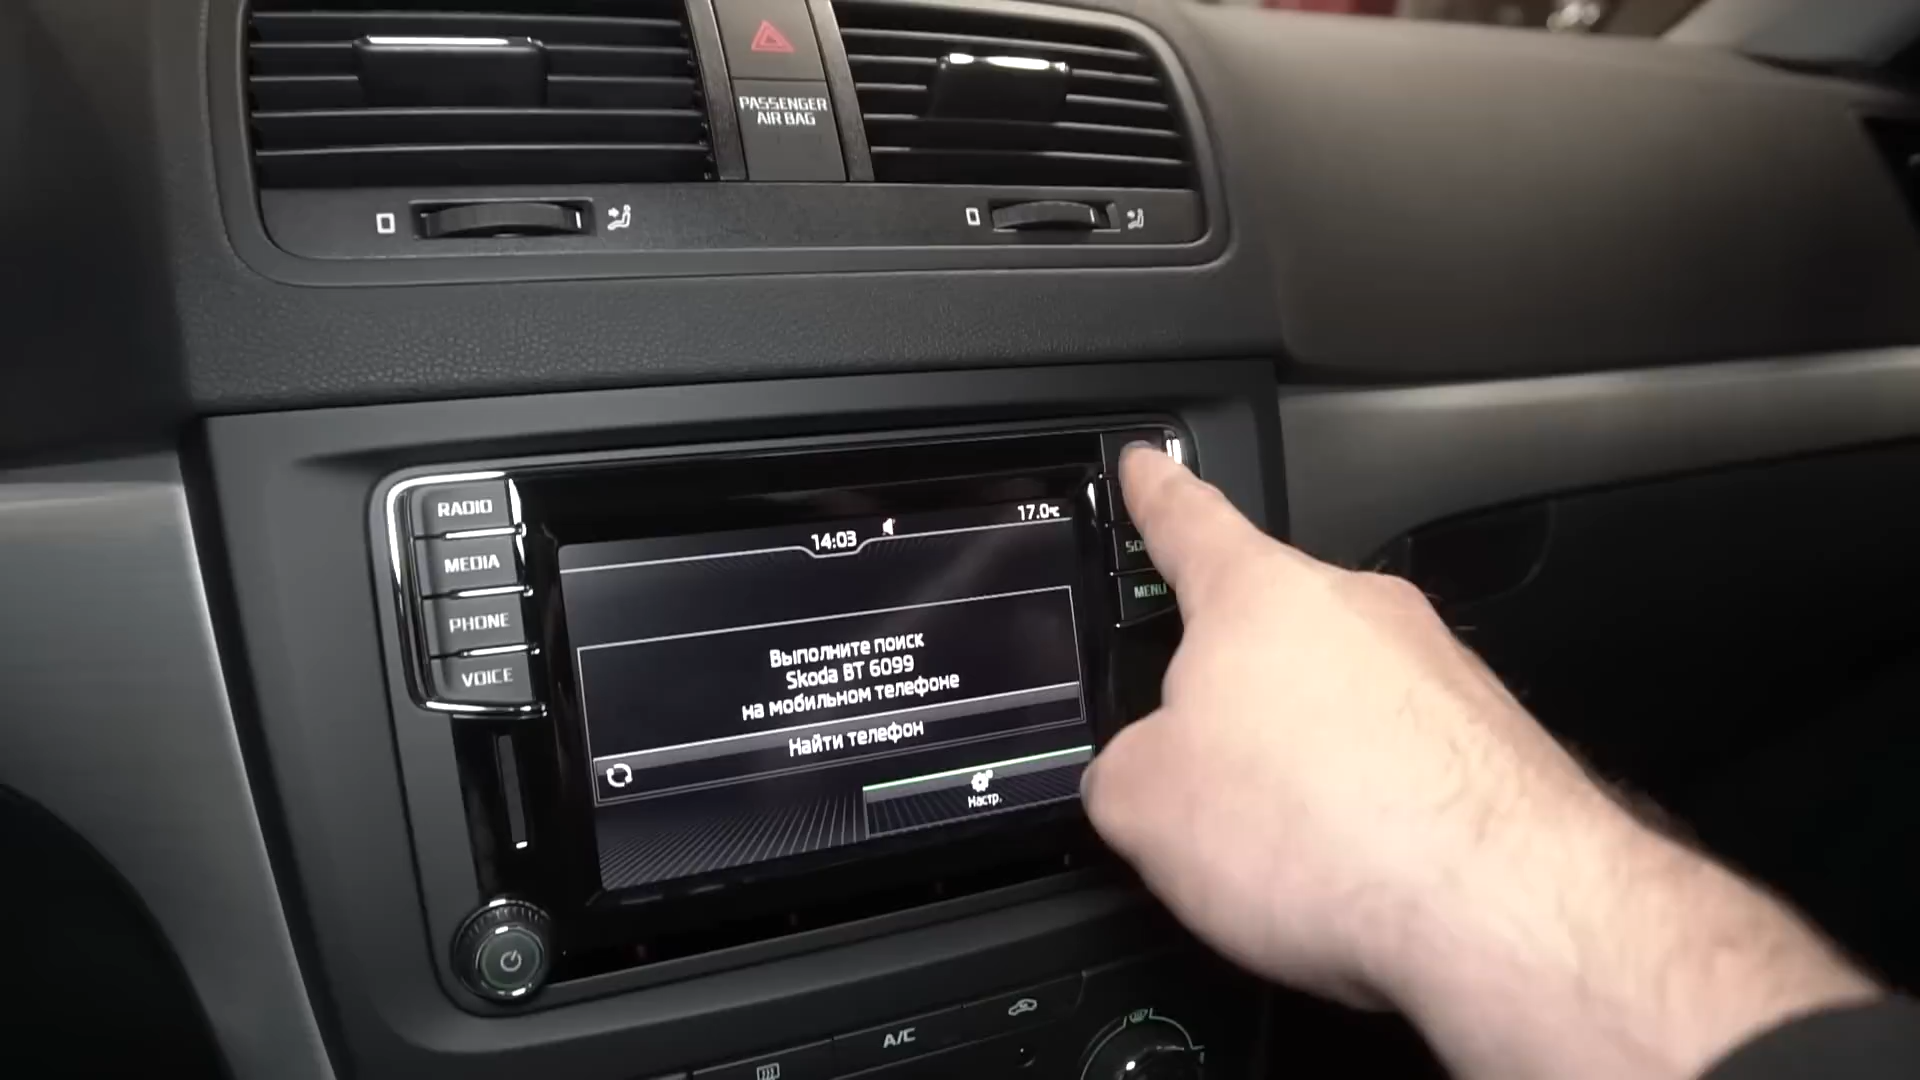 PASSENGER
AIR BAG
RADIO
MEDIA
PHONE
VOICE
14:03
17.0℃
Выполните поиск
Skoda BT 6099
на мобильном телефоне
Найти телефон
Настр.
MENU
A/C